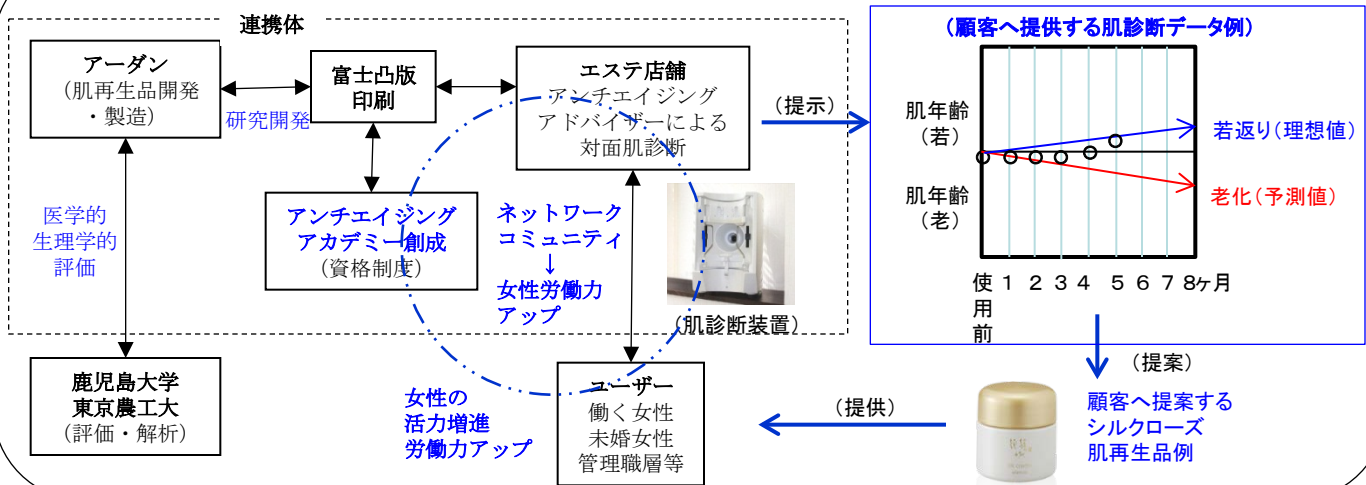 連携体
アーダン
(肌再生品開発
・製造)
研究開発
富士凸版
印刷
エステ店舗
アンチエイジング
アドバイザーによる
対面肌診断
アンチエイジング
アカデミー創成
(資格制度)
医学的
生理学的
評価
ネットワーク
コミュニティ
↓
女性労働力
アップ
(肌診断装置)
鹿児島大学
東京農工大
(評価・解析)
女性の
活力増進
労働力アップ
ユーザー
働く女性
未婚女性
管理職層等
(提示)
(顧客へ提供する肌診断データ例)
肌年齢
(若)
肌年齢
(老)
若返り(理想値)
老化(予測値)
使用前 1 2 3 4 5 6 7 8ヶ月
(提案)
(提供)
顧客へ提案する
シルクローズ
肌再生品例